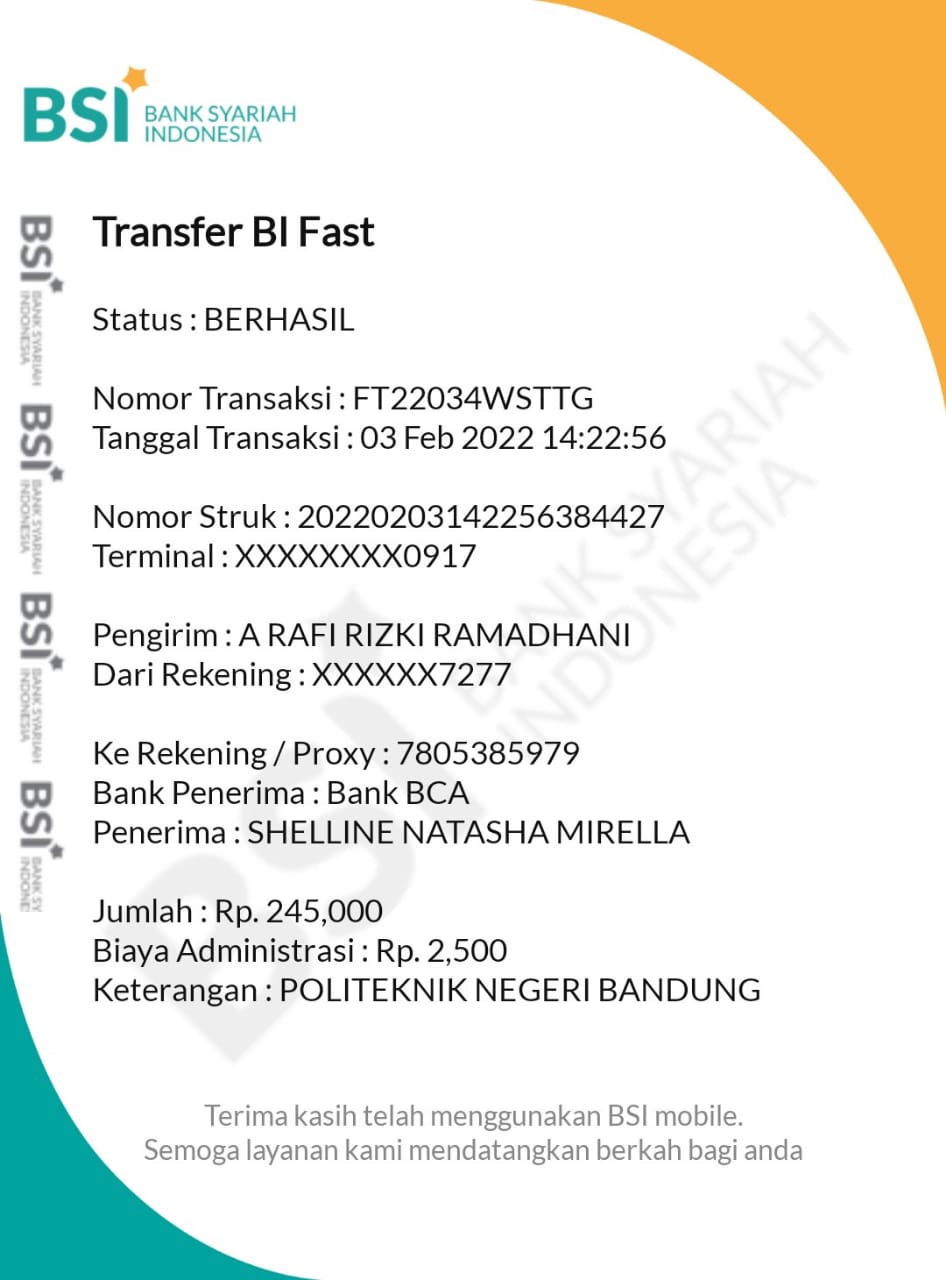 BSI BANK SYARIAH
INDONESIA
Transfer BI Fast
Status : BERHASIL
Nomor Transaksi : FT22034WSTTG
Tanggal Transaksi : 03 Feb 2022 14:22:56
Nomor Struk : 20220203142256384427
Terminal : XXXXXXXX0917
Pengirim : A RAFI RIZKI RAMADHANI
Dari Rekening : XXXXXX7277
Ke Rekening / Proxy : 7805385979
Bank Penerima : Bank BCA
Penerima : SHELLINE NATASHA MIRELLA
Jumlah : Rp. 245,000
Biaya Administrasi : Rp. 2,500
Keterangan : POLITEKNIK NEGERI BANDUNG
Terima kasih telah menggunakan BSI mobile.
Semoga layanan kami mendatangkan berkah bagi anda
BSI BANK SYARIAH
INDONESIA
BSI BANK SYARIAH
INDONESIA
BSI BANK SYARIAH
INDONESIA
BSI BANK SY
INDONE
BSI BANK SYARIAH
INDONESIA